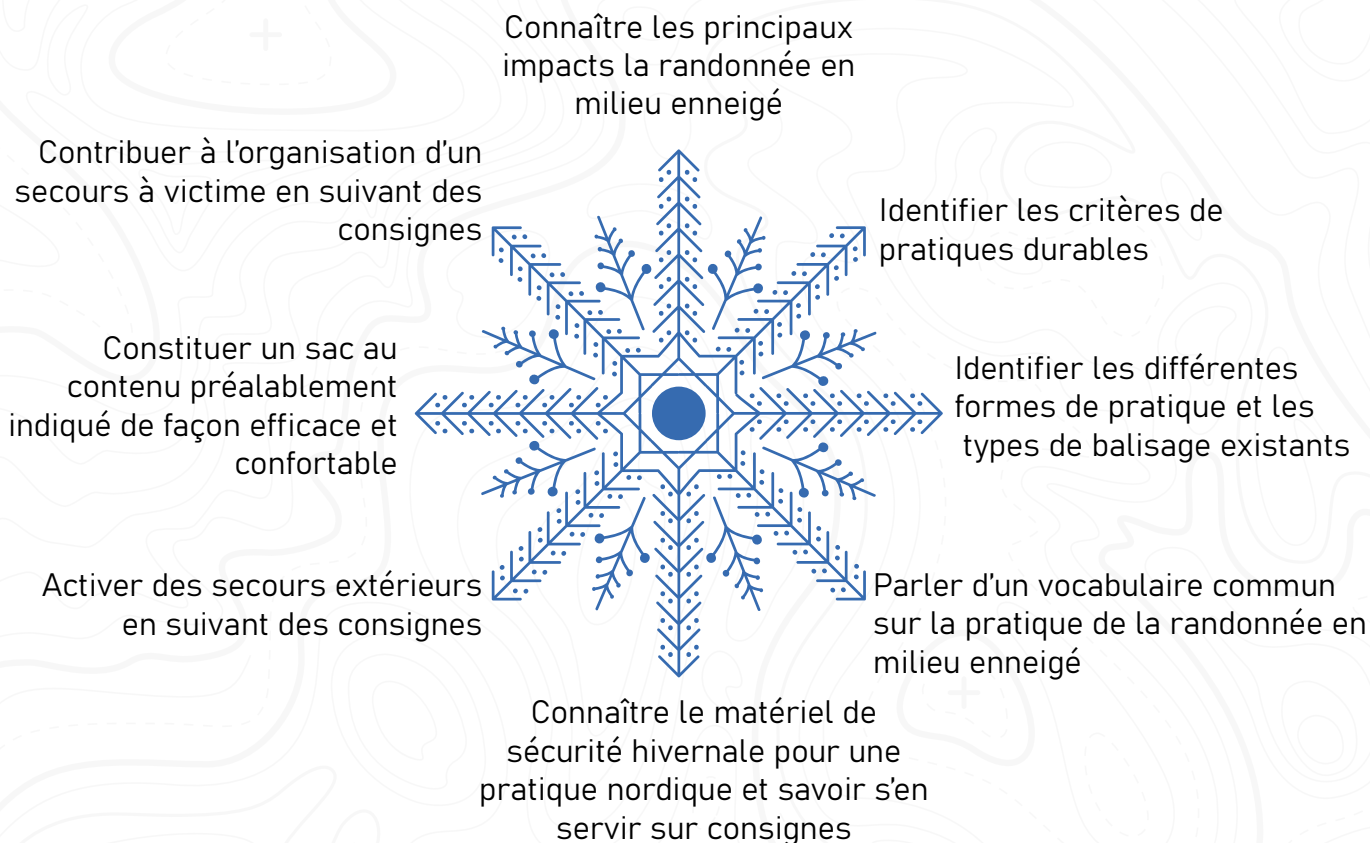 Connaître les principaux
impacts la randonnée en
milieu enneigé
Identifier les critères de
pratiques durables
Identifier les différentes
formes de pratique et les
types de balisage existants
Parler d'un vocabulaire commun
sur la pratique de la randonnée en
milieu enneigé
Connaître le matériel de
sécurité hivernale pour une
pratique nordique et savoir s'en
servir sur consignes
Activer des secours extérieurs
en suivant des consignes
Constituer un sac au
contenu préalablement
indiqué de façon efficace et
confortable
Contribuer à l'organisation d'un
secours à victime en suivant des
consignes